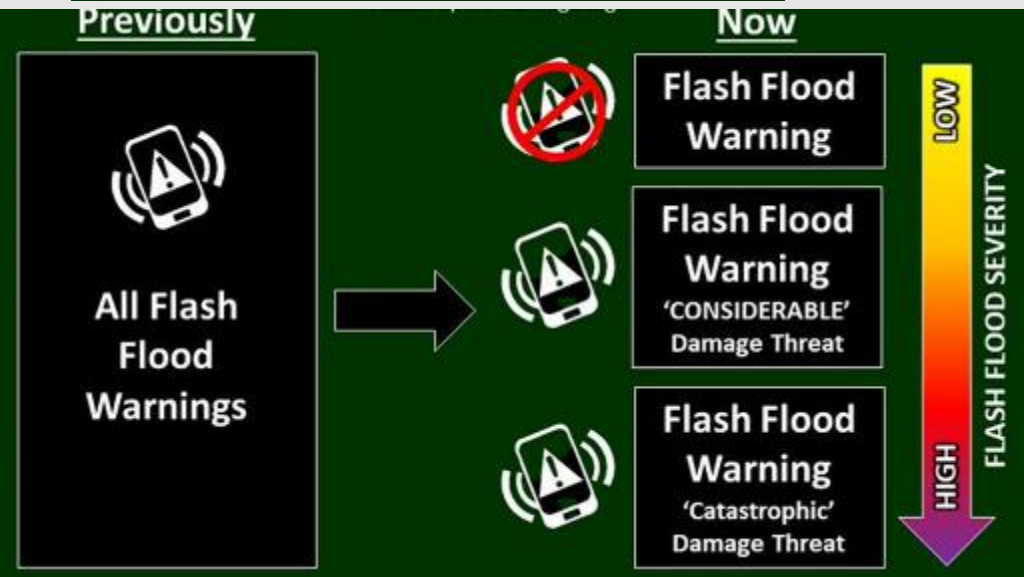 Previously
All Flash
Flood
Warnings
Now
Flash Flood
Warning
Flash Flood
Warning
‘CONSIDERABLE’
Damage Threat
Flash Flood
Warning
‘Catastrophic’
Damage Threat
LOW
HIGH
FLASH FLOOD SEVERITY